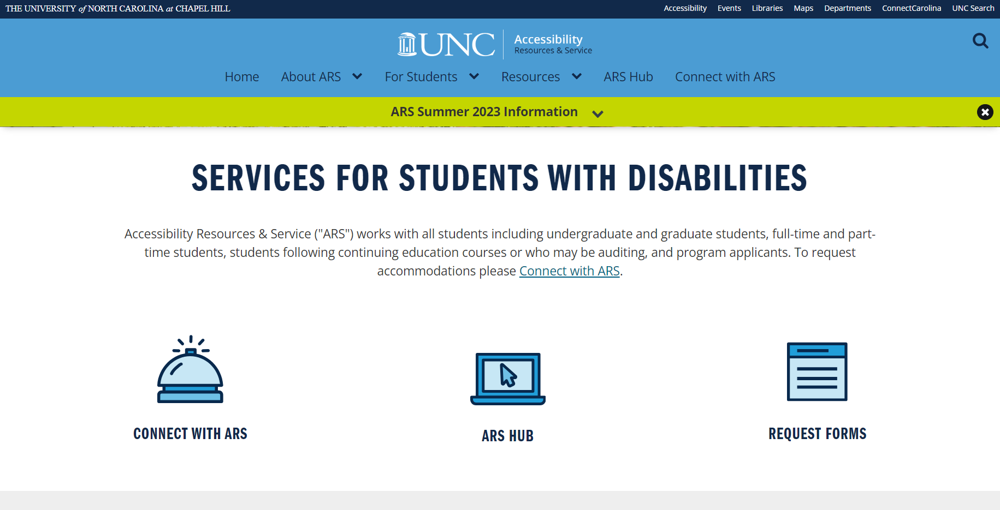 THE UNIVERSITY of NORTH CAROLINA at CHAPEL HILL
Accessibility Events Libraries Maps Departments ConnectCarolina UNC Search
UNC Accessibility
Resources & Service
Home About ARS For Students Resources ARS Hub Connect with ARS
ARS Summer 2023 Information
SERVICES FOR STUDENTS WITH DISABILITIES
Accessibility Resources & Service ("ARS") works with all students including undergraduate and graduate students, full-time and part-
time students, students following continuing education courses or who may be auditing, and program applicants. To request
accommodations please Connect with ARS.
CONNECT WITH ARS
ARS HUB
REQUEST FORMS